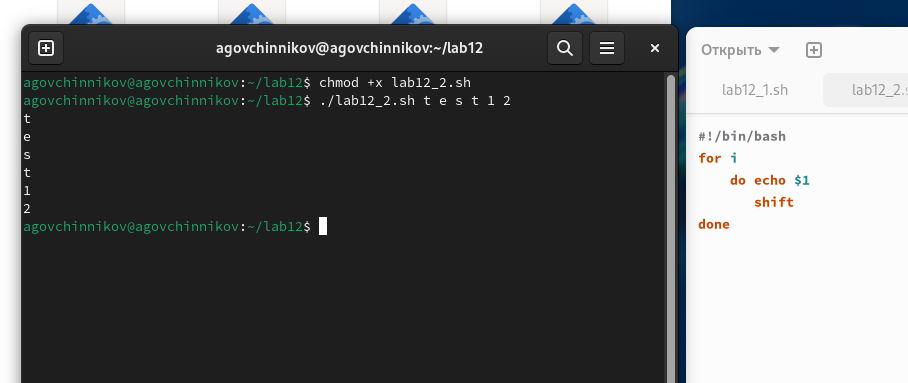 agovchinnikov@agovchinnikov:~/lab12
agovchinnikov@agovchinnikov:~/lab12$ chmod +x lab12_2.sh
agovchinnikov@agovchinnikov:~/lab12$ ./lab12_2.sh t e s t 1 2
t
e
s
t
1
2
agovchinnikov@agovchinnikov:~/lab12$
Открыть
lab12_1.sh
lab12_2.s
#!/bin/bash
for i
do echo $1
shift
done